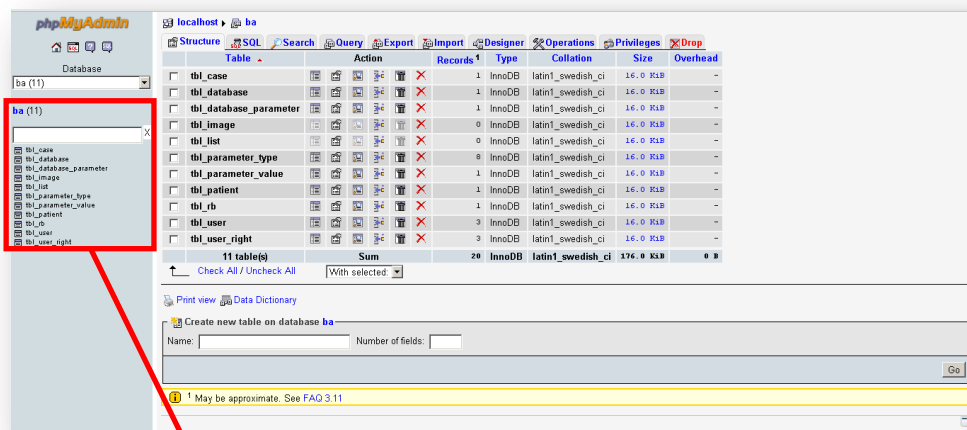 phpMyAdmin
Database
ba (11)
ba (11)
X
tbl_case
tbl_database
tbl_database_parameter
tbl_image
tbl_list
tbl_parameter_type
tbl_parameter_value
tbl_patient
tbl_rb
tbl_user
tbl_user_right
localhost ▸ ba
Structure SQL Search Query Export Import Designer Operations Privileges Drop
Table Action Records 1 Type Collation Size Overhead
tbl_case 1 InnoDB latin1_swedish_ci 16.0 KiB -
tbl_database 1 InnoDB latin1_swedish_ci 16.0 KiB -
tbl_database_parameter 1 InnoDB latin1_swedish_ci 16.0 KiB -
tbl_image 0 InnoDB latin1_swedish_ci 16.0 KiB -
tbl_list 0 InnoDB latin1_swedish_ci 16.0 KiB -
tbl_parameter_type 8 InnoDB latin1_swedish_ci 16.0 KiB -
tbl_parameter_value 1 InnoDB latin1_swedish_ci 16.0 KiB -
tbl_patient 1 InnoDB latin1_swedish_ci 16.0 KiB -
tbl_rb 1 InnoDB latin1_swedish_ci 16.0 KiB -
tbl_user 3 InnoDB latin1_swedish_ci 16.0 KiB -
tbl_user_right 3 InnoDB latin1_swedish_ci 16.0 KiB -
11 table(s) Sum 20 InnoDB latin1_swedish_ci 176.0 KiB 0 B
Check All / Uncheck All With selected:
Print view Data Dictionary
Create new table on database ba
Name: Number of fields:
Go
1 May be approximate. See FAQ 3.11